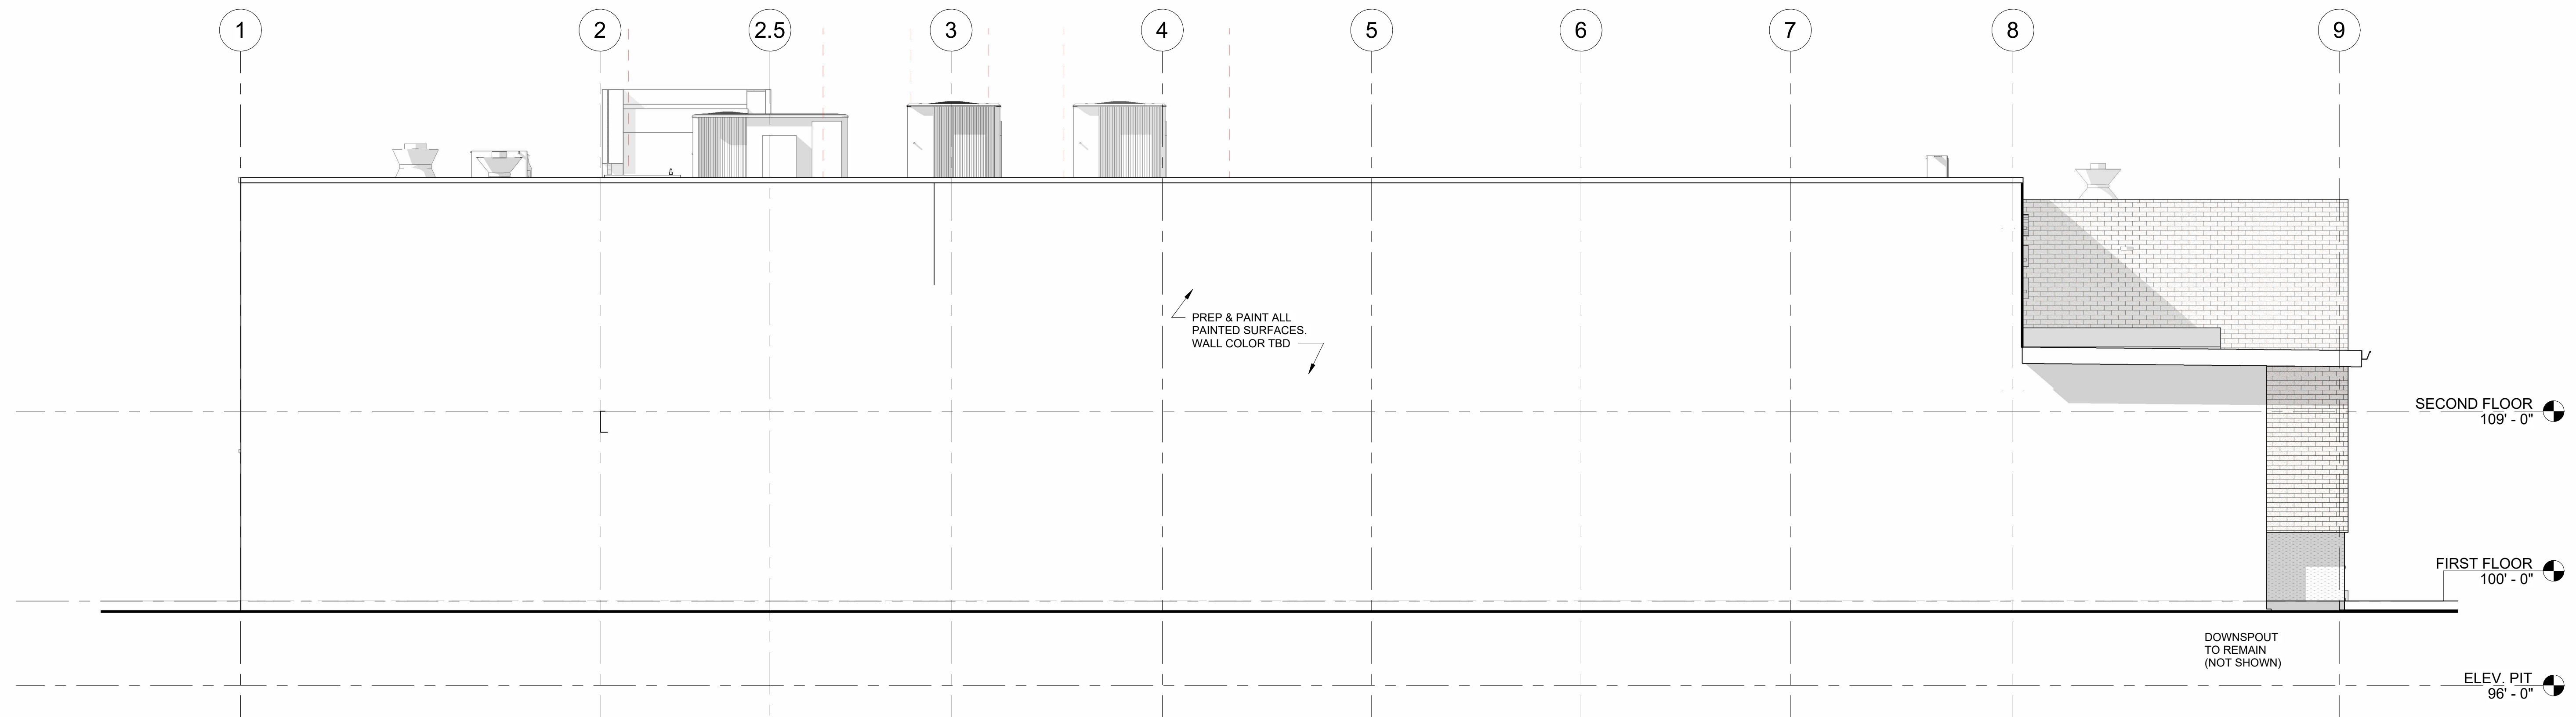 1
2
2.5
3
4
5
6
7
8
9
PREP & PAINT ALL
PAINTED SURFACES.
WALL COLOR TBD
SECOND FLOOR
109' - 0"
FIRST FLOOR
100' - 0"
DOWNSPOUT
TO REMAIN
(NOT SHOWN)
ELEV. PIT
96' - 0"